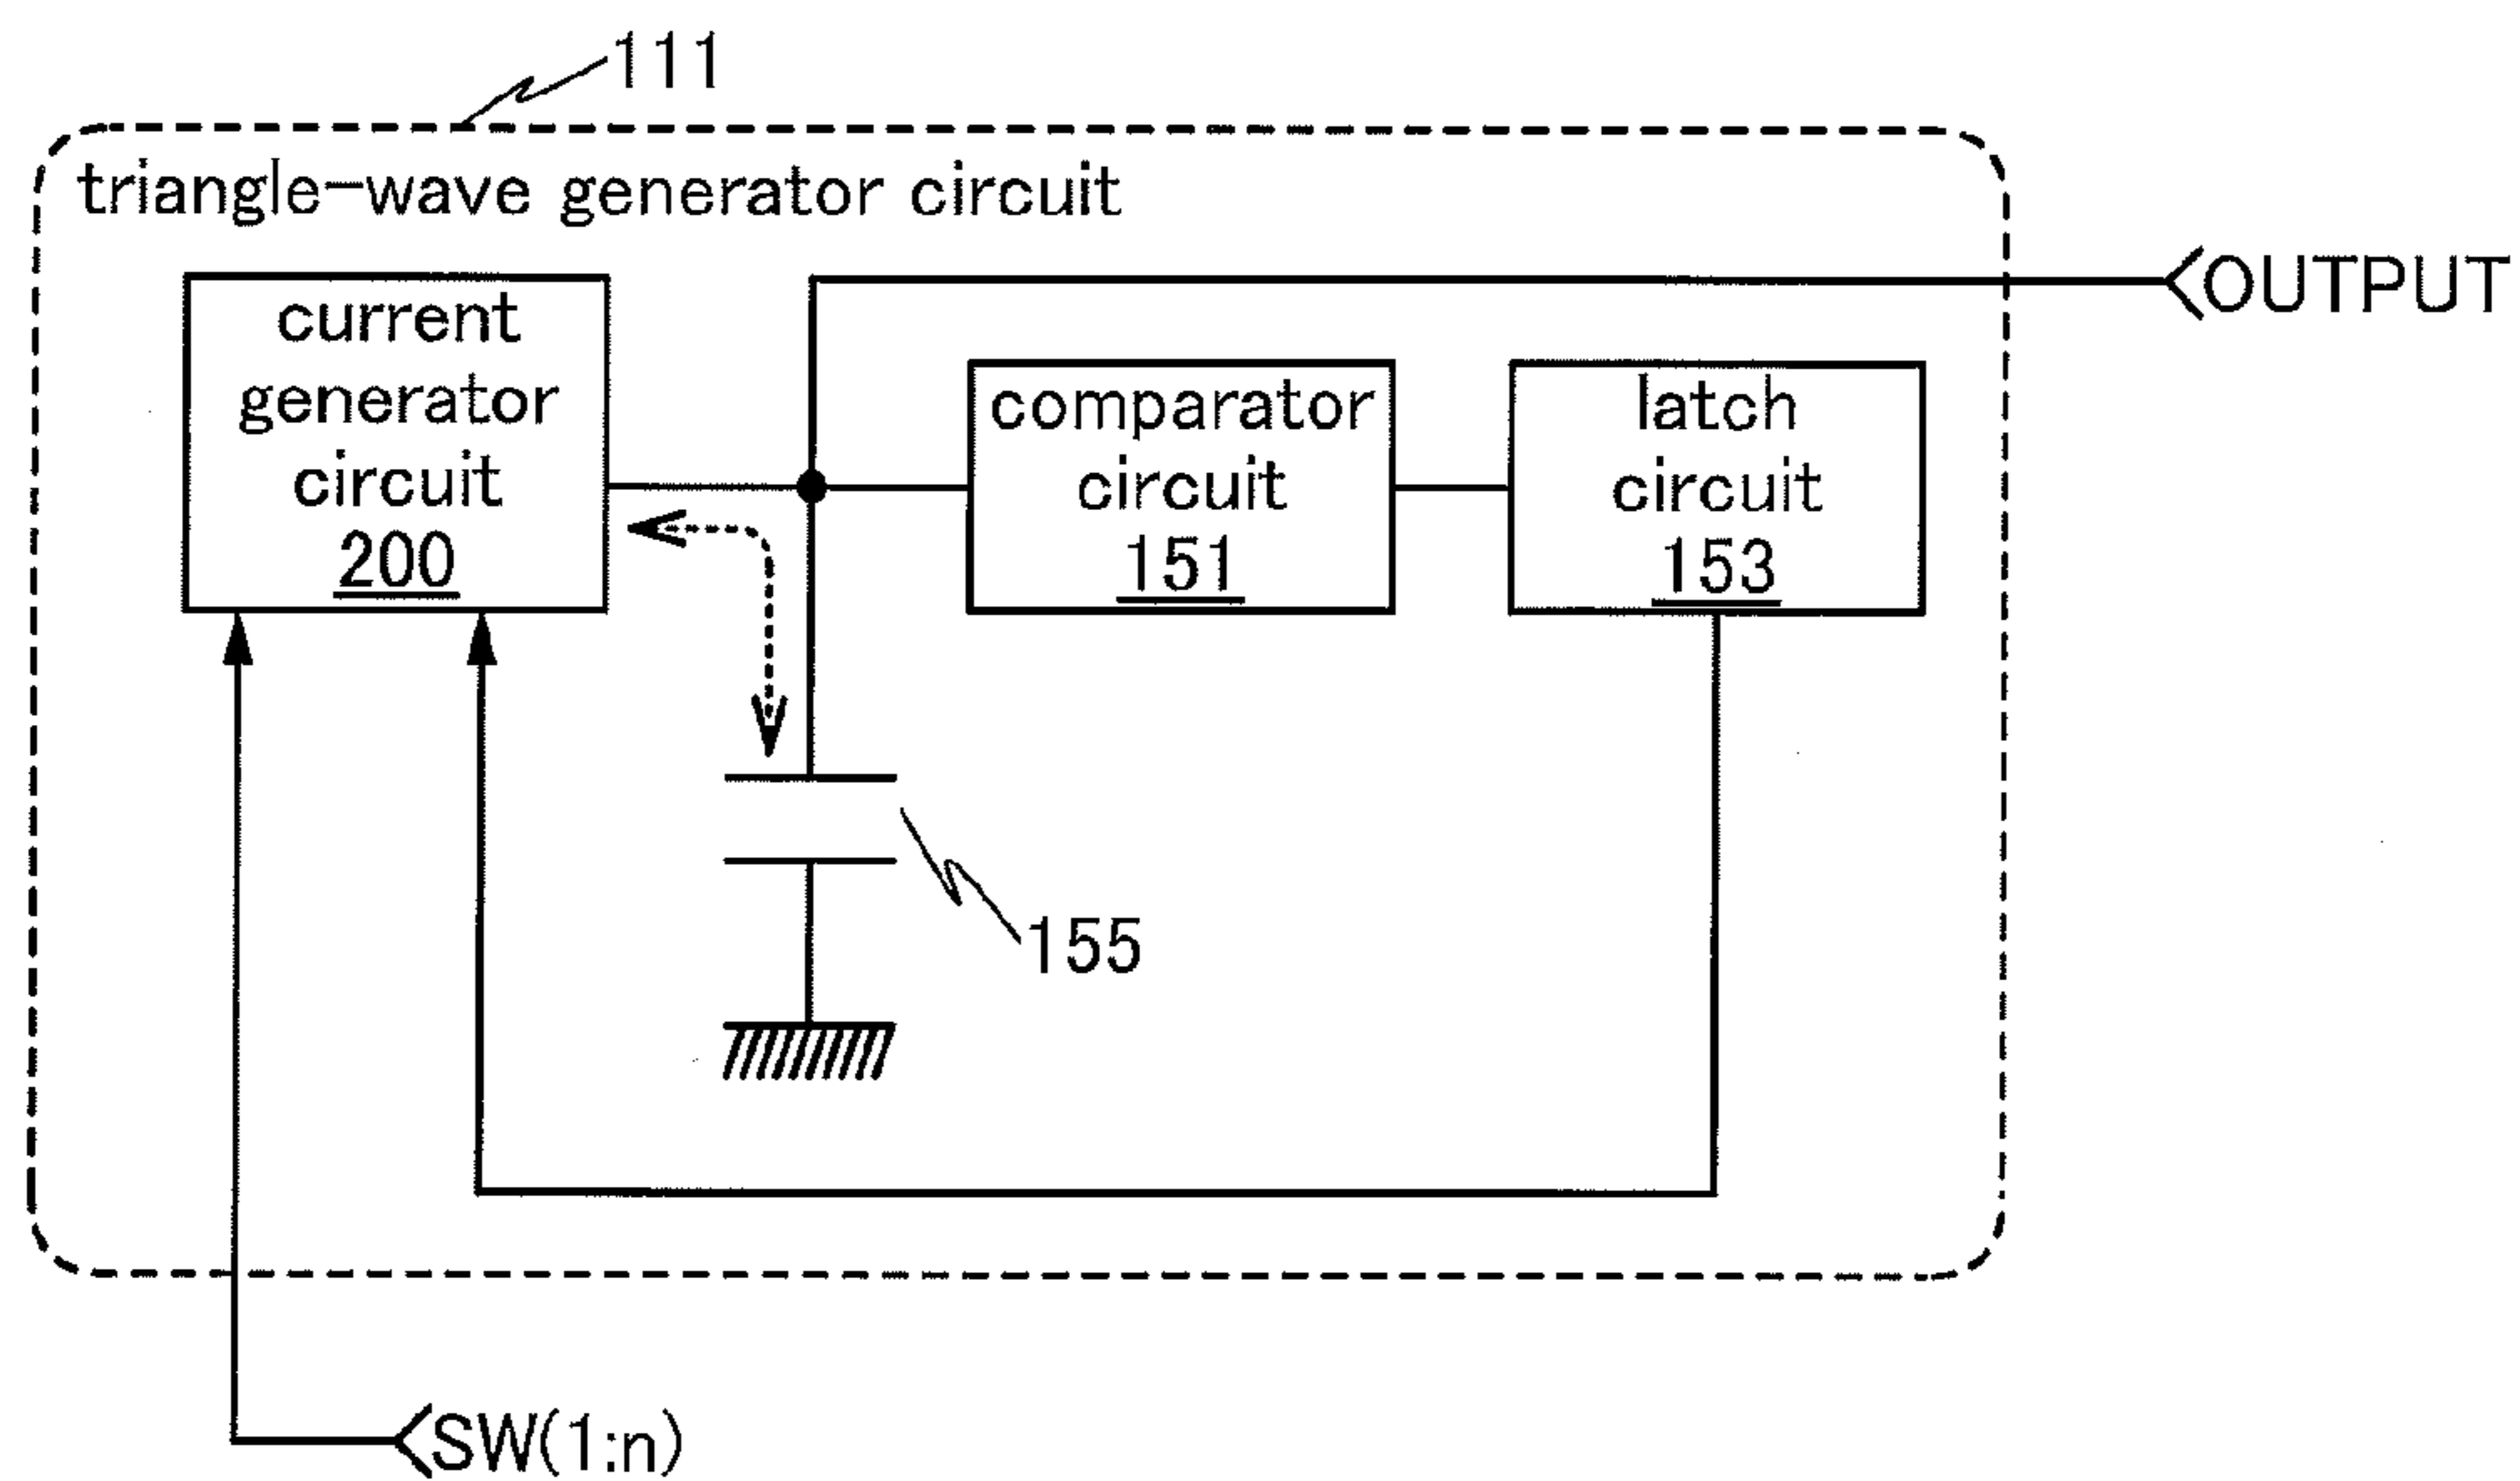 111
triangle-wave generator circuit
OUTPUT
current
generator
circuit
200
comparator
circuit
151
latch
circuit
153
155
SW(1:n)